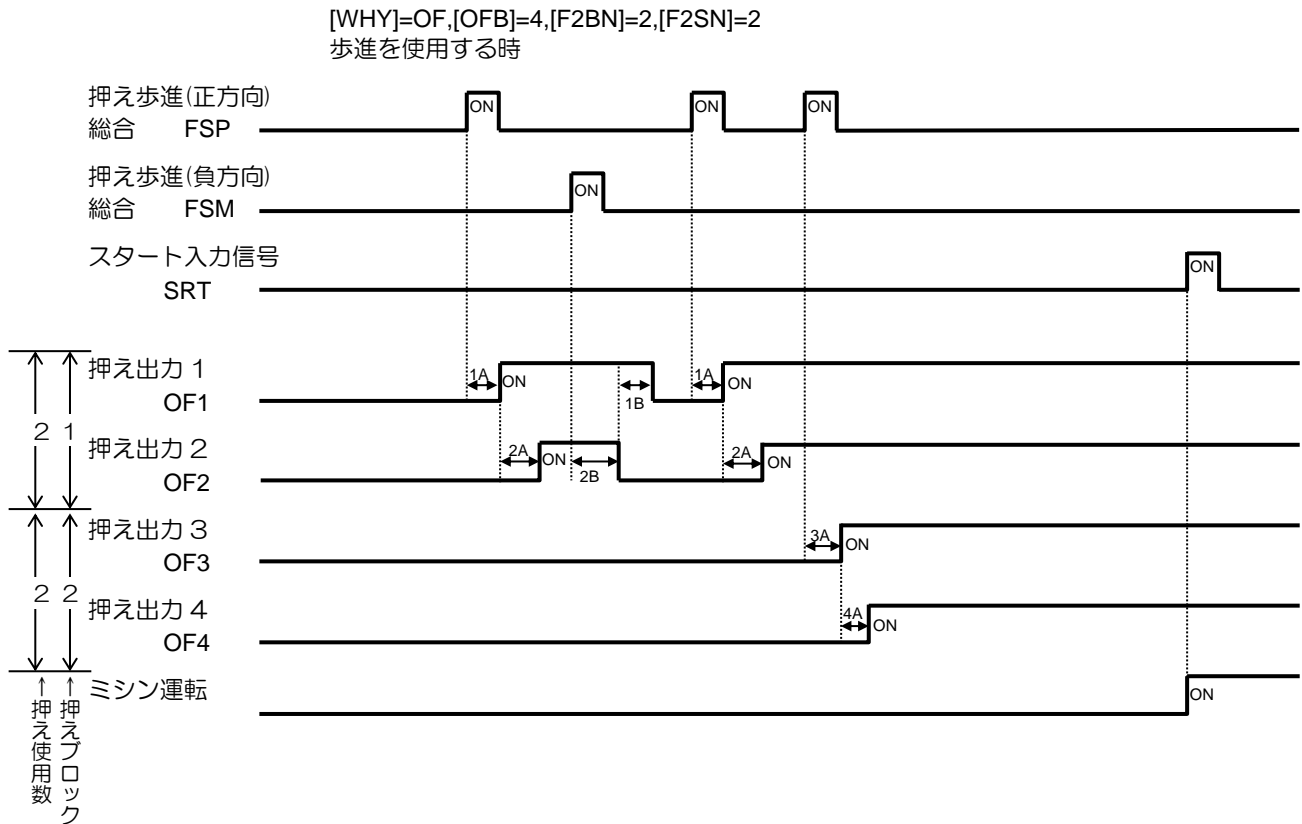 [WHY]=OF,[OFB]=4,[F2BN]=2,[F2SN]=2
歩進を使用する時
押え歩進(正方向)
総合 FSP
ON
ON
ON
押え歩進(負方向)
総合 FSM
ON
スタート入力信号
SRT
ON
押え出力1
OF1
1A
ON
1B
1A
ON
2 1
押え出力2
OF2
2A
ON
2B
2A
ON
押え出力3
OF3
3A
ON
2 2
押え出力4
OF4
4A
ON
ミシン運転
ON
↑押え使用数
↑押えブロック